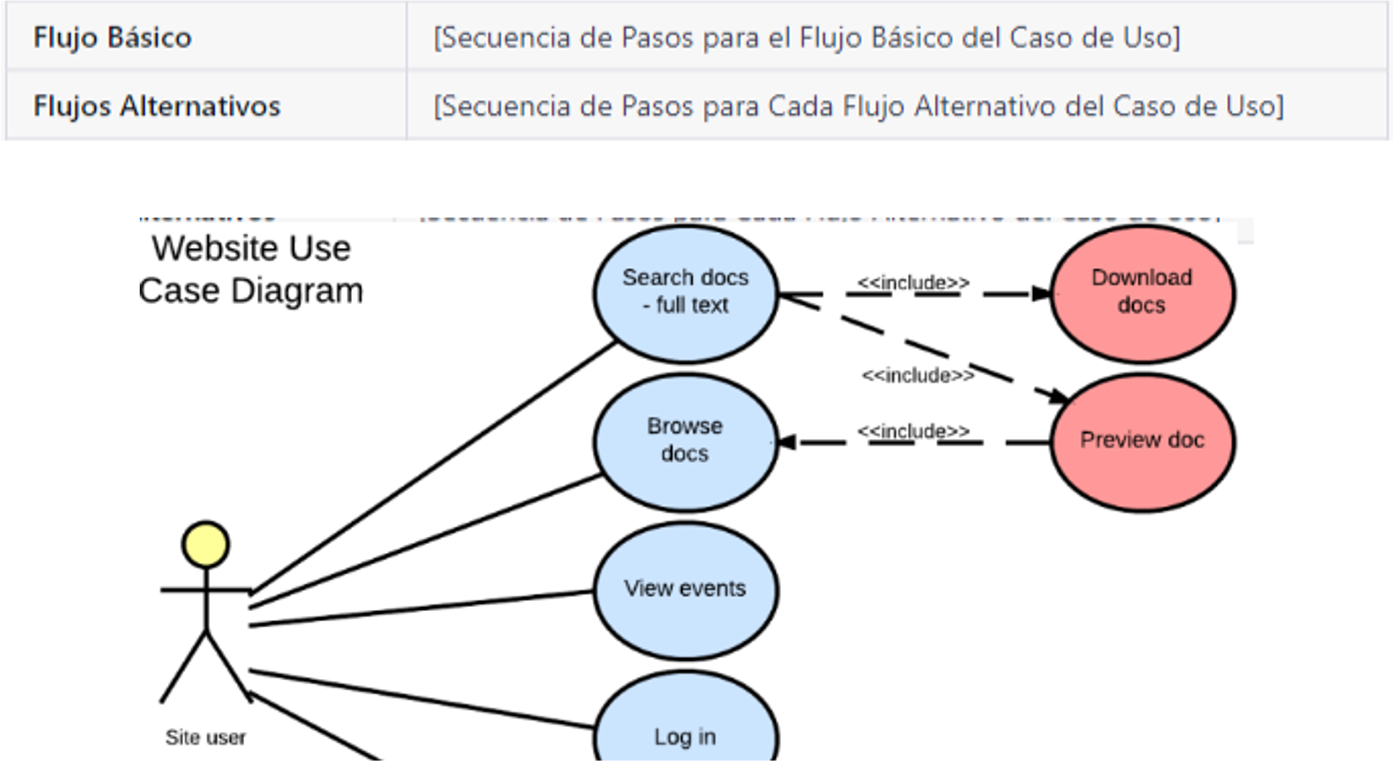 Flujo Básico
[Secuencia de Pasos para el Flujo Básico del Caso de Uso]
Flujos Alternativos
[Secuencia de Pasos para Cada Flujo Alternativo del Caso de Uso]
Website Use
Case Diagram
Search docs
- full text
<<include>>
Download
docs
<<include>>
Browse
docs
<<include>>
Preview doc
View events
Log in
Site user